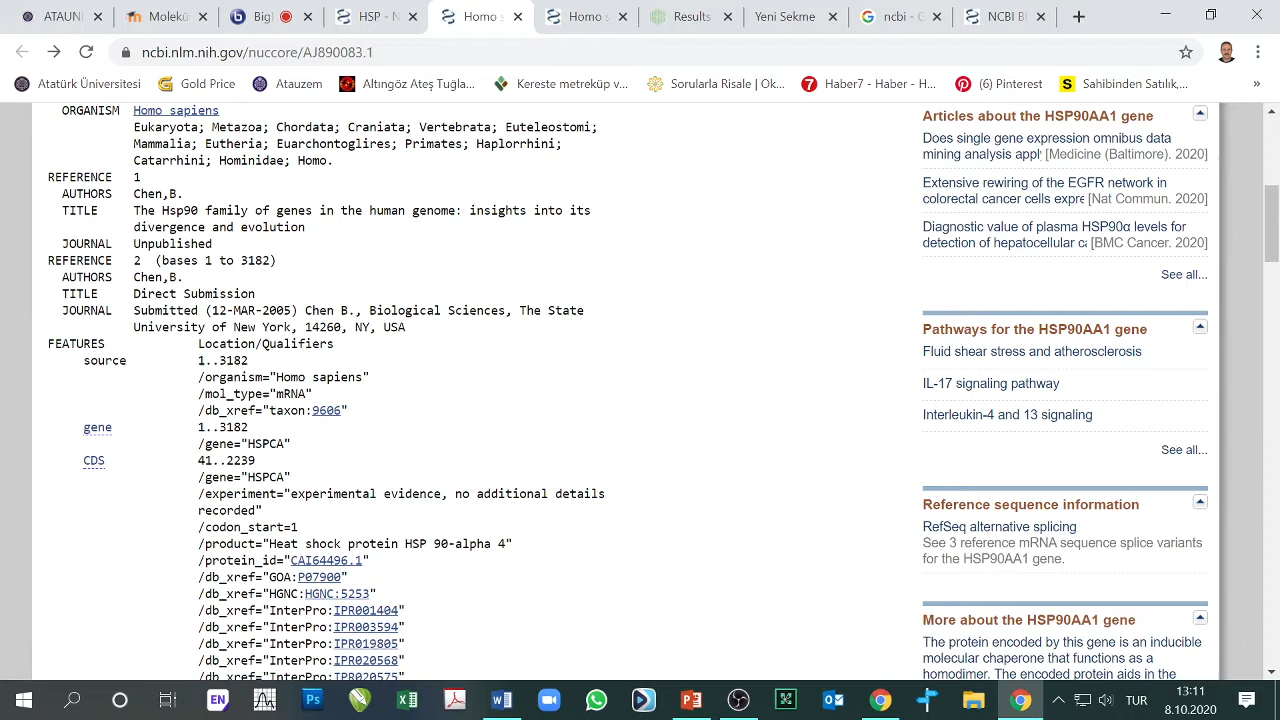 ATAUNİ
Molekü
Bigl
HSP - N
Homo s
Homo s
Results
Yeni Sekme
ncbi - C
NCBI Bl
ncbi.nlm.nih.gov/nuccore/AJ890083.1
Atatürk Üniversitesi
Gold Price
Atauzem
Altıngöz Ateş Tuğla...
Kereste metreküp v...
Sorularla Risale | Ok...
Haber7 - Haber - H...
(6) Pinterest
Sahibinden Satılık,...
»
ORGANISM Homo sapiens
Eukaryota; Metazoa; Chordata; Craniata; Vertebrata; Euteleostomi;
Mammalia; Eutheria; Euarchontoglires; Primates; Haplorrhini;
Catarrhini; Hominidae; Homo.
REFERENCE 1
AUTHORS Chen,B.
TITLE The Hsp90 family of genes in the human genome: insights into its
divergence and evolution
JOURNAL Unpublished
REFERENCE 2 (bases 1 to 3182)
AUTHORS Chen,B.
TITLE Direct Submission
JOURNAL Submitted (12-MAR-2005) Chen B., Biological Sciences, The State
University of New York, 14260, NY, USA
FEATURES Location/Qualifiers
source 1..3182
/organism="Homo sapiens"
/mol_type="mRNA"
/db_xref="taxon:9606"
gene 1..3182
/gene="HSPCA"
CDS 41..2239
/gene="HSPCA"
/experiment="experimental evidence, no additional details
recorded"
/codon_start=1
/product="Heat shock protein HSP 90-alpha 4"
/protein_id="CAI64496.1"
/db_xref="GOA:P07900"
/db_xref="HGNC:HGNC:5253"
/db_xref="InterPro:IPR001404"
/db_xref="InterPro:IPR003594"
/db_xref="InterPro:IPR019805"
/db_xref="InterPro:IPR020568"
/db_xref="InterPro:IPR020575"
Articles about the HSP90AA1 gene
Does single gene expression omnibus data
mining analysis appl [Medicine (Baltimore). 2020]
Extensive rewiring of the EGFR network in
colorectal cancer cells expre [Nat Commun. 2020]
Diagnostic value of plasma HSP90α levels for
detection of hepatocellular ca [BMC Cancer. 2020]
See all...
Pathways for the HSP90AA1 gene
Fluid shear stress and atherosclerosis
IL-17 signaling pathway
Interleukin-4 and 13 signaling
See all...
Reference sequence information
RefSeq alternative splicing
See 3 reference mRNA sequence splice variants
for the HSP90AA1 gene.
More about the HSP90AA1 gene
The protein encoded by this gene is an inducible
molecular chaperone that functions as a
homodimer. The encoded protein aids in the
EN
Ps
TUR
13:11
8.10.2020